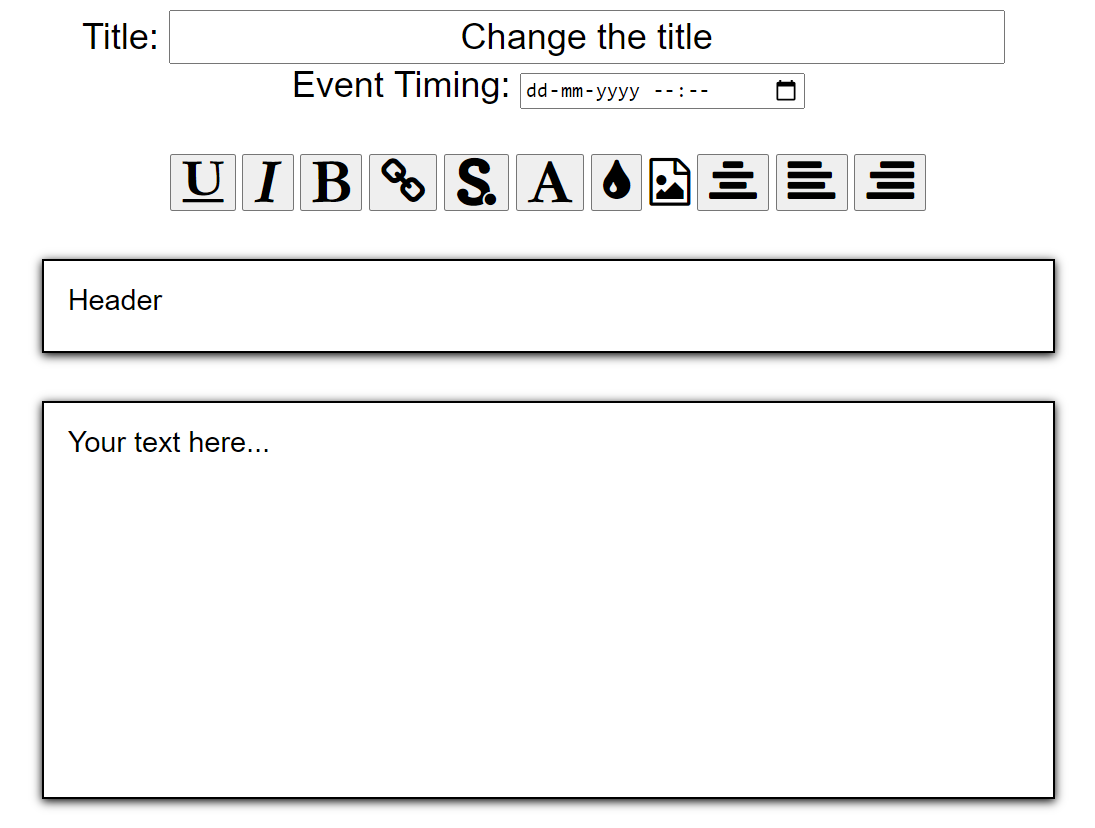 Title: Change the title
Event Timing: dd-mm-yyyy --:--
U I B S A
Header
Your text here...